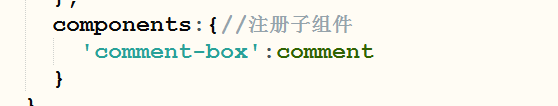 },
components:{//注册子组件
'comment-box':comment
}
}